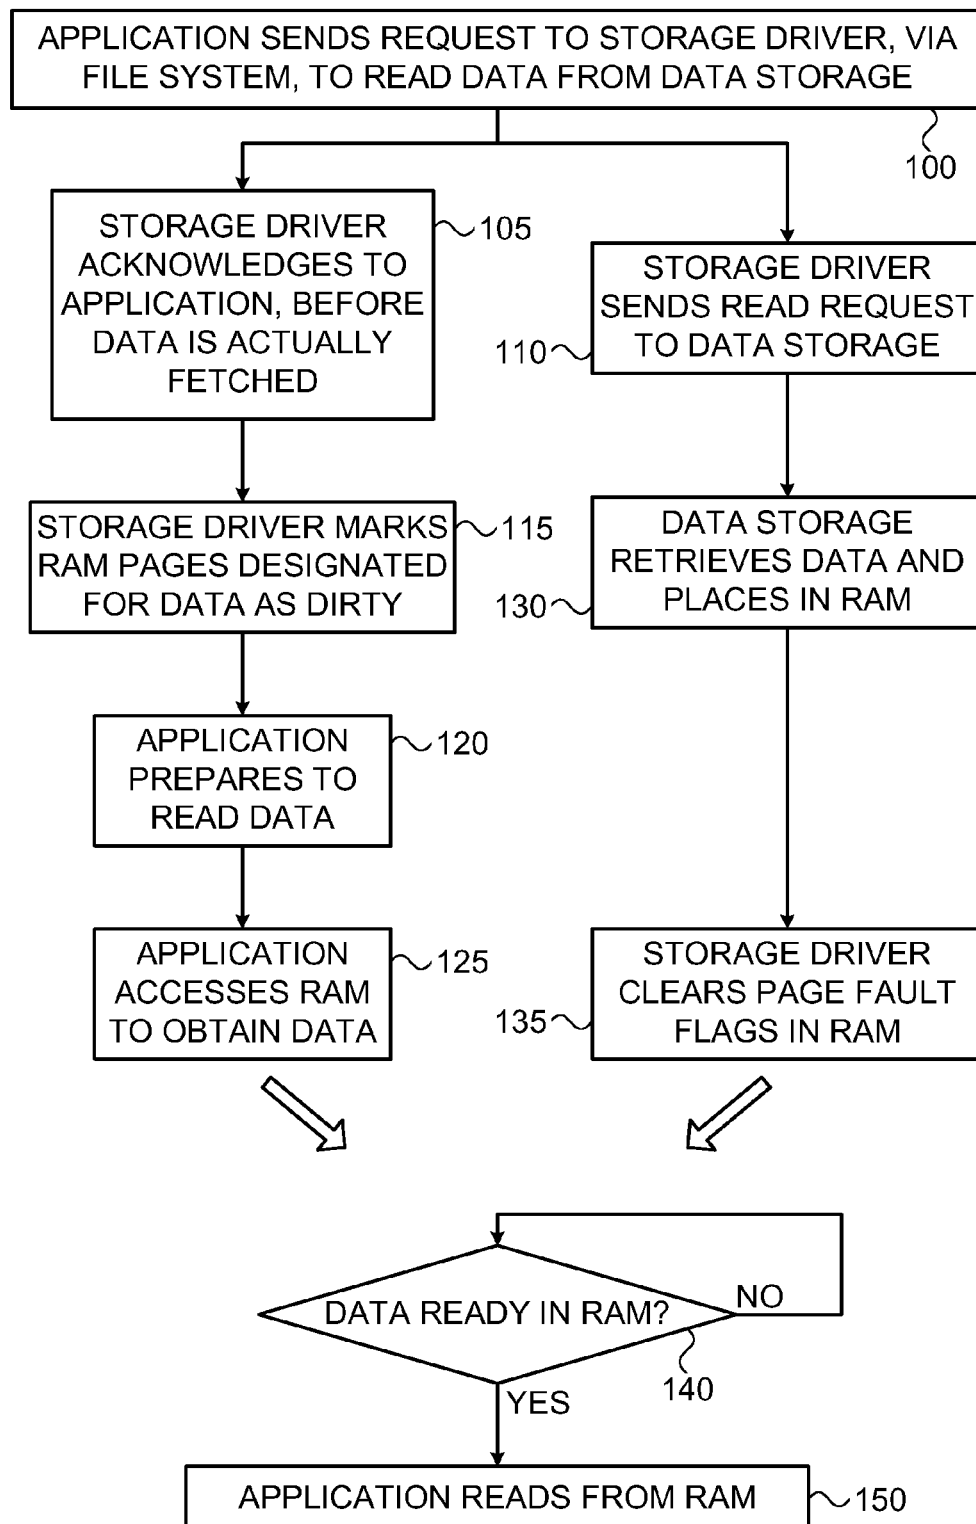 APPLICATION SENDS REQUEST TO STORAGE DRIVER, VIA
FILE SYSTEM, TO READ DATA FROM DATA STORAGE
100
STORAGE DRIVER
ACKNOWLEDGES TO
APPLICATION, BEFORE
DATA IS ACTUALLY
FETCHED
105
STORAGE DRIVER
SENDS READ REQUEST
TO DATA STORAGE
110
STORAGE DRIVER MARKS
RAM PAGES DESIGNATED
FOR DATA AS DIRTY
115
DATA STORAGE
RETRIEVES DATA AND
PLACES IN RAM
130
APPLICATION
PREPARES TO
READ DATA
120
APPLICATION
ACCESSES RAM
TO OBTAIN DATA
125
STORAGE DRIVER
CLEARS PAGE FAULT
FLAGS IN RAM
135
DATA READY IN RAM?
NO
140
YES
APPLICATION READS FROM RAM
150